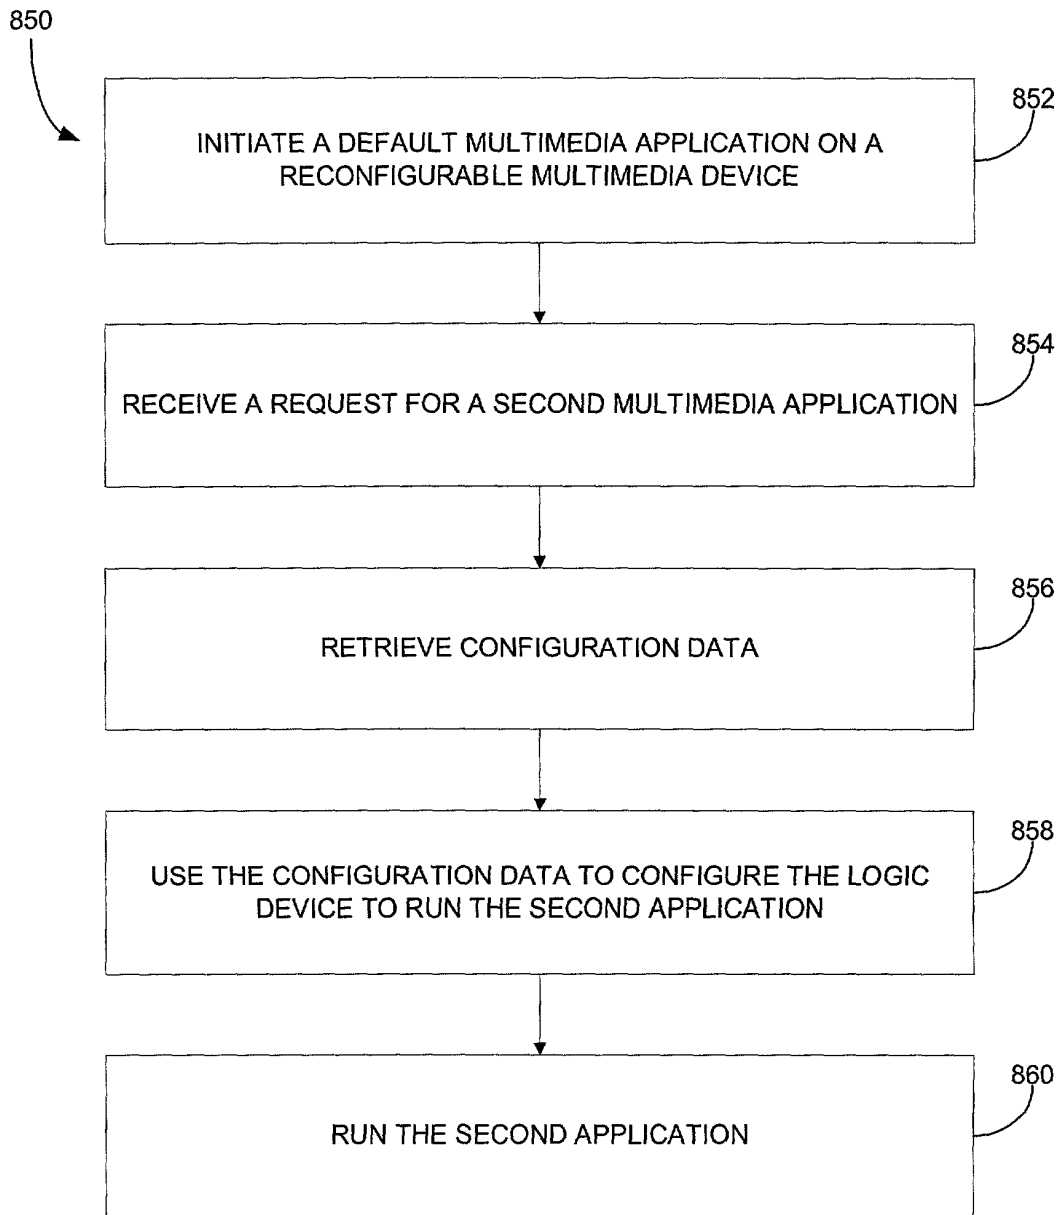 850
852
INITIATE A DEFAULT MULTIMEDIA APPLICATION ON A
RECONFIGURABLE MULTIMEDIA DEVICE
854
RECEIVE A REQUEST FOR A SECOND MULTIMEDIA APPLICATION
856
RETRIEVE CONFIGURATION DATA
858
USE THE CONFIGURATION DATA TO CONFIGURE THE LOGIC
DEVICE TO RUN THE SECOND APPLICATION
860
RUN THE SECOND APPLICATION